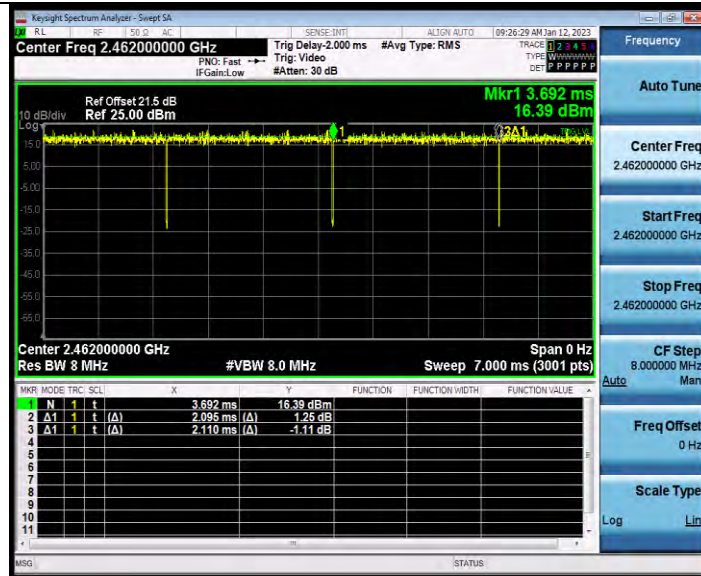 Keysight Spectrum Analyzer - Swept SA
RL RF 50 Ω AC SENSE:INT ALIGN AUTO 09:26:29 AM Jan 12, 2023
Center Freq 2.462000000 GHz
PNO: Fast
IFGain:Low
Trig Delay-2.000 ms
Trig: Video
#Atten: 30 dB
#Avg Type: RMS
TRACE 1 2 3 4 5 6
TYPE W
DET P P P P P P
Mkr1 3.692 ms
16.39 dBm
Ref Offset 21.5 dB
Ref 25.00 dBm
10 dB/div
Log
1
3Δ1
15.0
5.00
-5.00
-15.0
-25.0
-35.0
-45.0
-55.0
-65.0
Center 2.462000000 GHz
Span 0 Hz
Res BW 8 MHz
#VBW 8.0 MHz
Sweep 7.000 ms (3001 pts)
MKR MODE TRC SCL X Y FUNCTION FUNCTION WIDTH FUNCTION VALUE
1 N 1 t 3.692 ms 16.39 dBm
2 Δ1 1 t (Δ) 2.095 ms (Δ) 1.25 dB
3 Δ1 1 t (Δ) 2.110 ms (Δ) -1.11 dB
4
5
6
7
8
9
10
11
MSG
STATUS
Frequency
Auto Tune
Center Freq
2.462000000 GHz
Start Freq
2.462000000 GHz
Stop Freq
2.462000000 GHz
CF Step
8.000000 MHz
Auto Man
Freq Offset
0 Hz
Scale Type
Log Lin